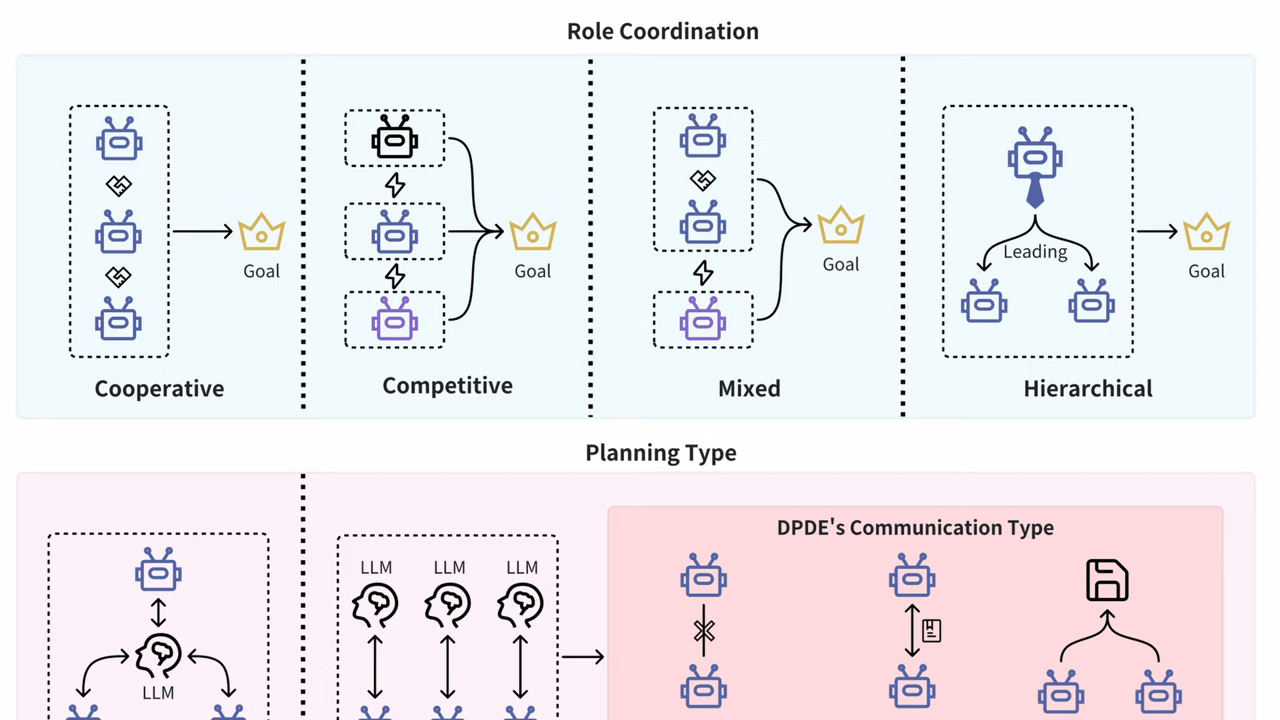 Role Coordination
Goal
Goal
Goal
Leading
Goal
Cooperative
Competitive
Mixed
Hierarchical
Planning Type
DPDE's Communication Type
LLM
LLM
LLM
LLM